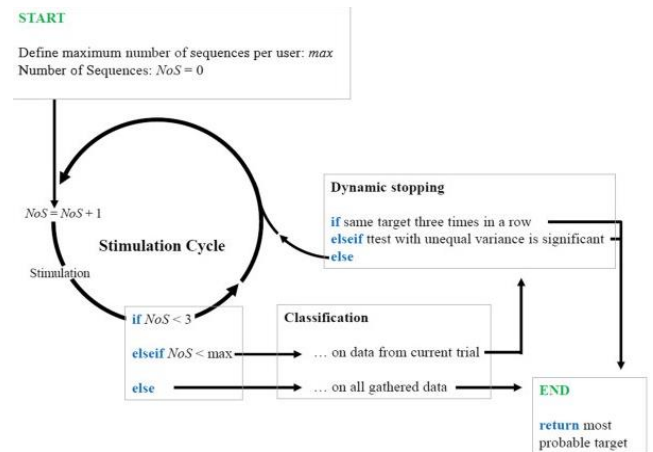 START
Define maximum number of sequences per user: max
Number of Sequences: NoS = 0
NoS = NoS + 1
Stimulation Cycle
Stimulation
if NoS < 3
elseif NoS < max
else
Classification
... on data from current trial
... on all gathered data
Dynamic stopping
if same target three times in a row
elseif ttest with unequal variance is significant
else
END
return most
probable target